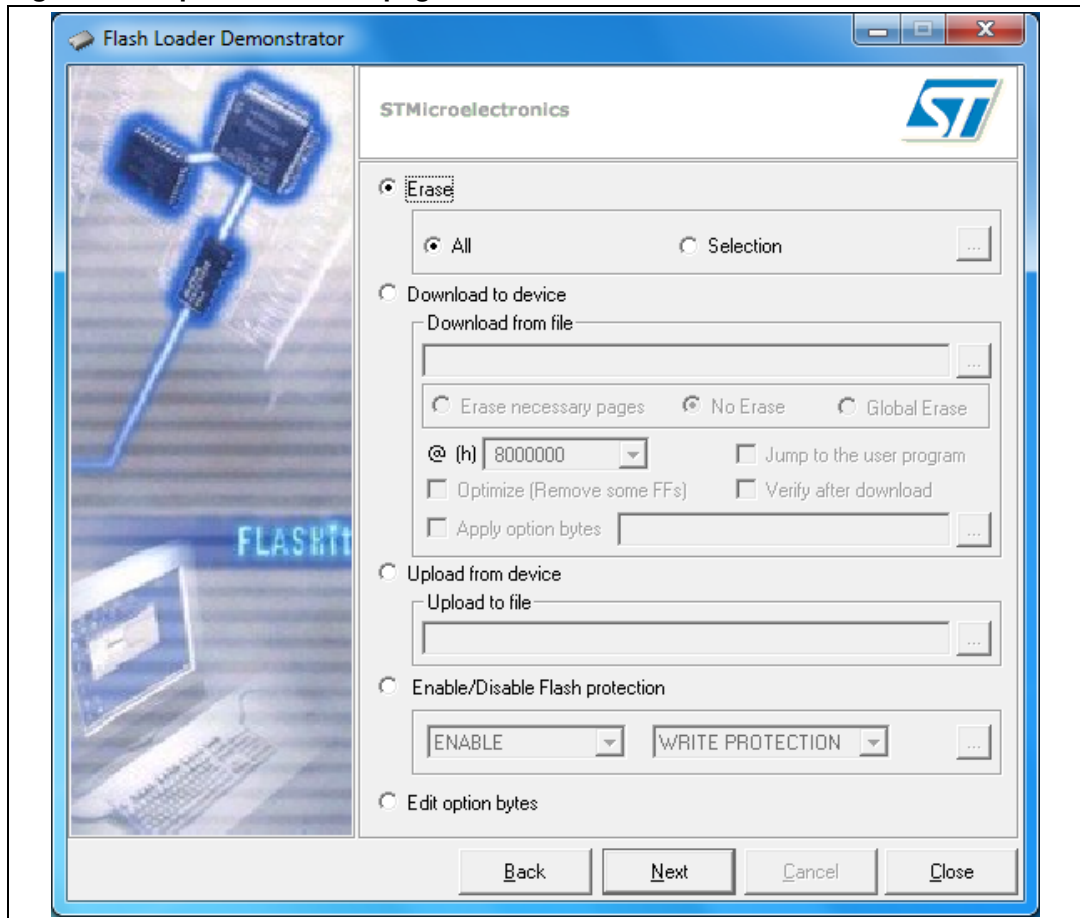 Flash Loader Demonstrator
STMicroelectronics
ST
Erase
All Selection ...
Download to device
Download from file
...
Erase necessary pages No Erase Global Erase
@ (h) 8000000 Jump to the user program
Optimize (Remove some FFs) Verify after download
Apply option bytes ...
FLASH
Upload from device
Upload to file
...
Enable/Disable Flash protection
ENABLE WRITE PROTECTION ...
Edit option bytes
Back Next Cancel Close